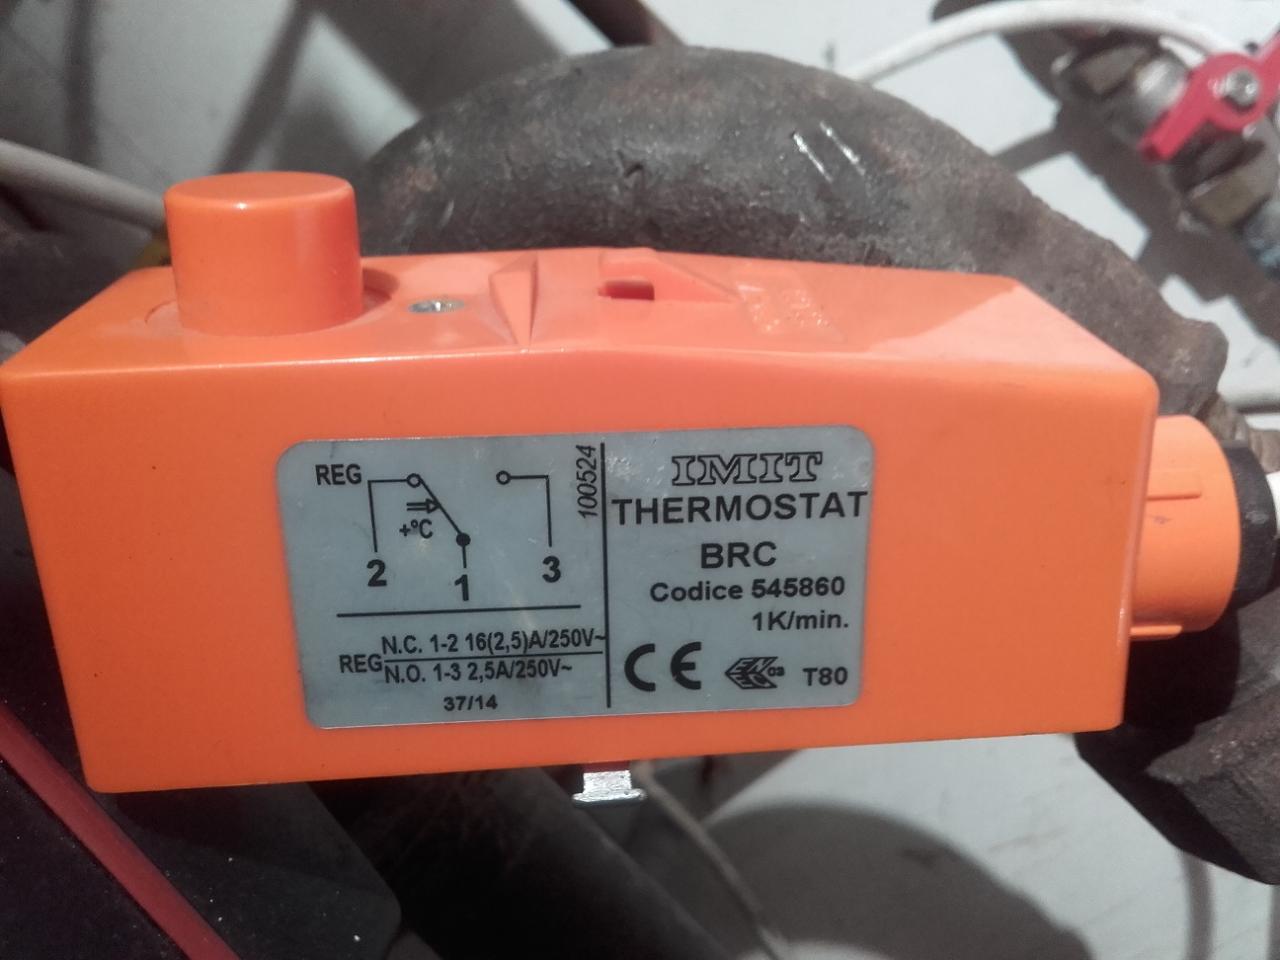 REG
+°C
2
1
3
100524
REG N.C. 1-2 16(2,5)A/250V~
N.O. 1-3 2,5A/250V~
37/14
IMIT
THERMOSTAT
BRC
Codice 545860
1K/min.
CE
03
T80